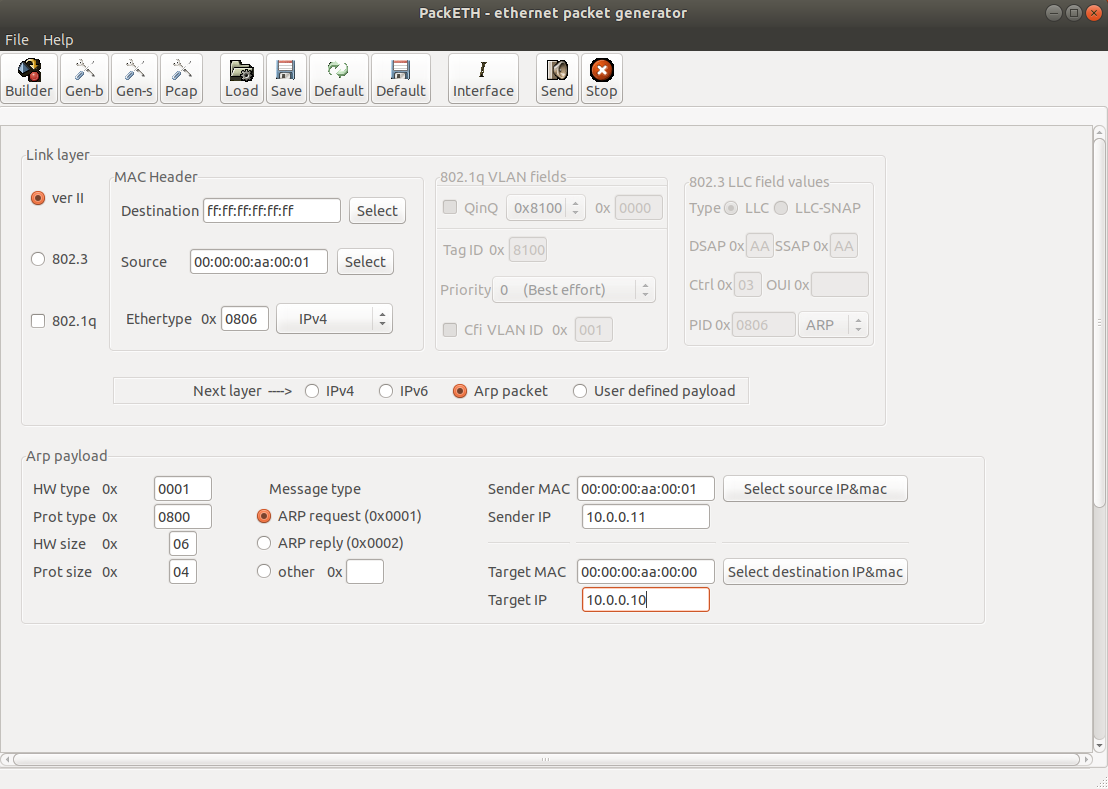 PackETH - ethernet packet generator
File Help
Builder Gen-b Gen-s Pcap Load Save Default Default Interface Send Stop
Link layer
ver II
802.3
802.1q
MAC Header
Destination ff:ff:ff:ff:ff:ff Select
Source 00:00:00:aa:00:01 Select
Ethertype 0x 0806 IPv4
802.1q VLAN fields
QinQ 0x8100 0x 0000
Tag ID 0x 8100
Priority 0 (Best effort)
Cfi VLAN ID 0x 001
802.3 LLC field values
Type LLC LLC-SNAP
DSAP 0x AA SSAP 0x AA
Ctrl 0x 03 OUI 0x
PID 0x 0806 ARP
Next layer ----> IPv4 IPv6 Arp packet User defined payload
Arp payload
HW type 0x 0001
Prot type 0x 0800
HW size 0x 06
Prot size 0x 04
Message type
ARP request (0x0001)
ARP reply (0x0002)
other 0x
Sender MAC 00:00:00:aa:00:01 Select source IP&mac
Sender IP 10.0.0.11
Target MAC 00:00:00:aa:00:00 Select destination IP&mac
Target IP 10.0.0.10